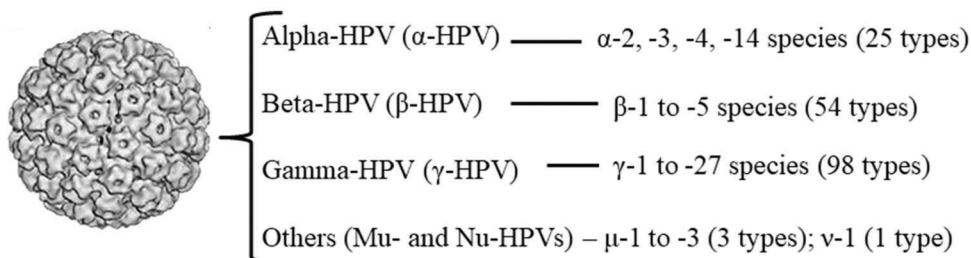 Alpha-HPV (α-HPV) — α-2, -3, -4, -14 species (25 types)
Beta-HPV (β-HPV) — β-1 to -5 species (54 types)
Gamma-HPV (γ-HPV) — γ-1 to -27 species (98 types)
Others (Mu- and Nu-HPVs) – μ-1 to -3 (3 types); ν-1 (1 type)